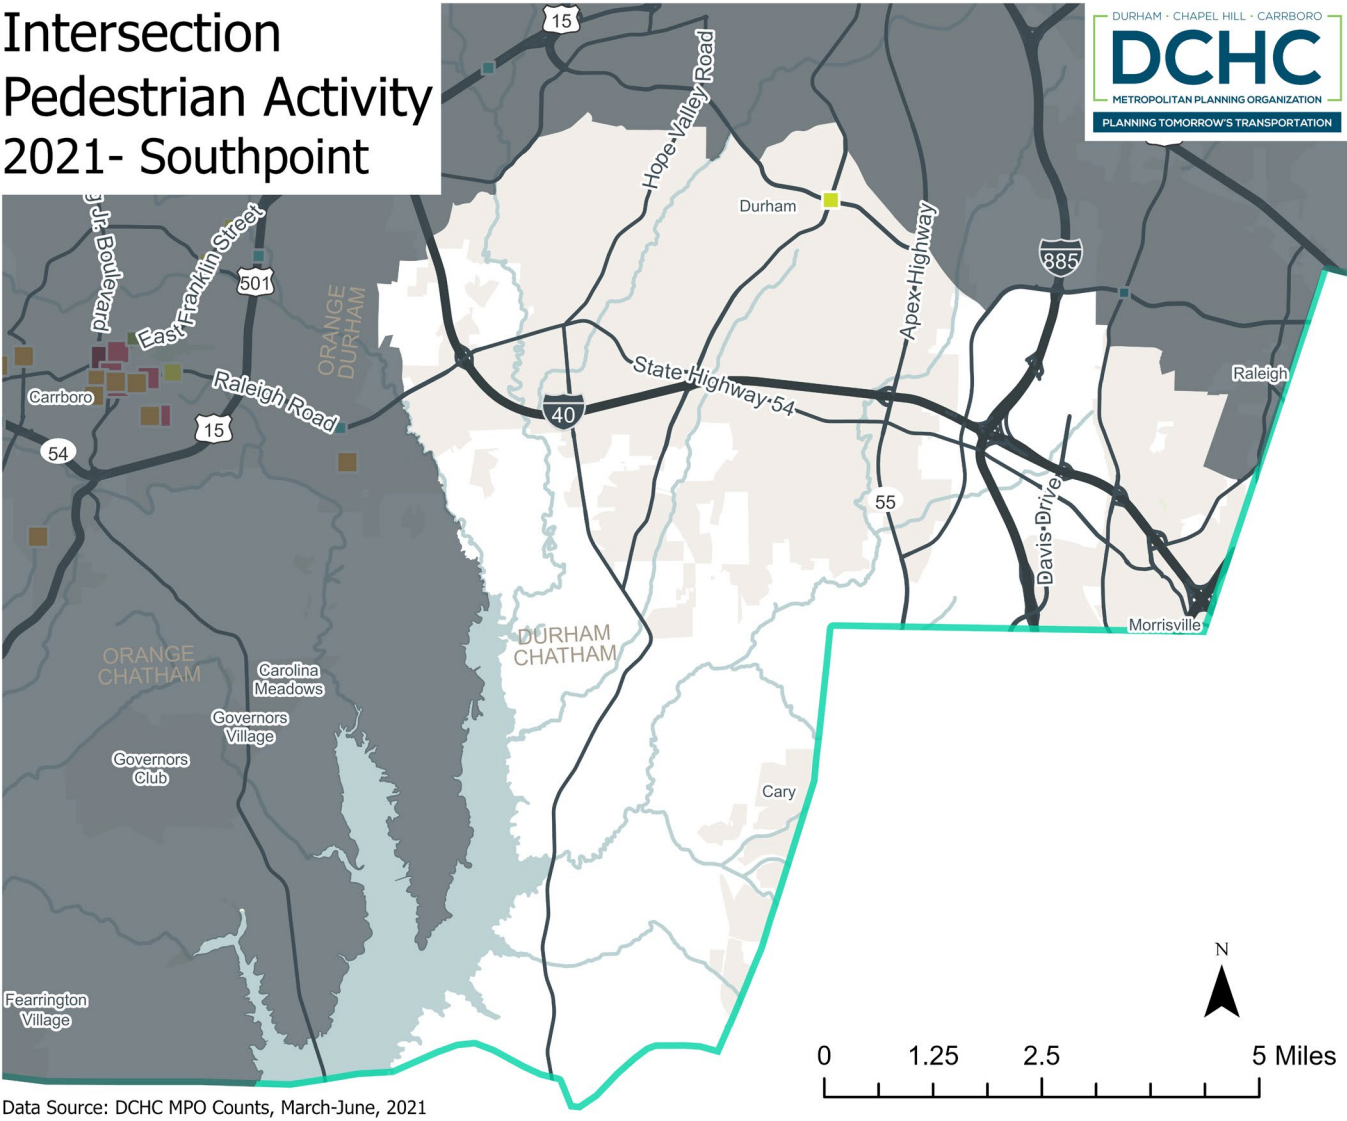 Intersection
Pedestrian Activity
2021- Southpoint
DURHAM · CHAPEL HILL · CARRBORO
DCHC
METROPOLITAN PLANNING ORGANIZATION
PLANNING TOMORROW'S TRANSPORTATION
15
Hope Valley Road
Durham
Apex Highway
885
Jr. Boulevard
East Franklin Street
501
ORANGE
DURHAM
Carrboro
Raleigh Road
15
54
State Highway 54
40
Raleigh
55
Davis Drive
Morrisville
DURHAM
CHATHAM
ORANGE
CHATHAM
Carolina
Meadows
Governors
Village
Governors
Club
Cary
Fearrington
Village
N
0 1.25 2.5 5 Miles
Data Source: DCHC MPO Counts, March-June, 2021